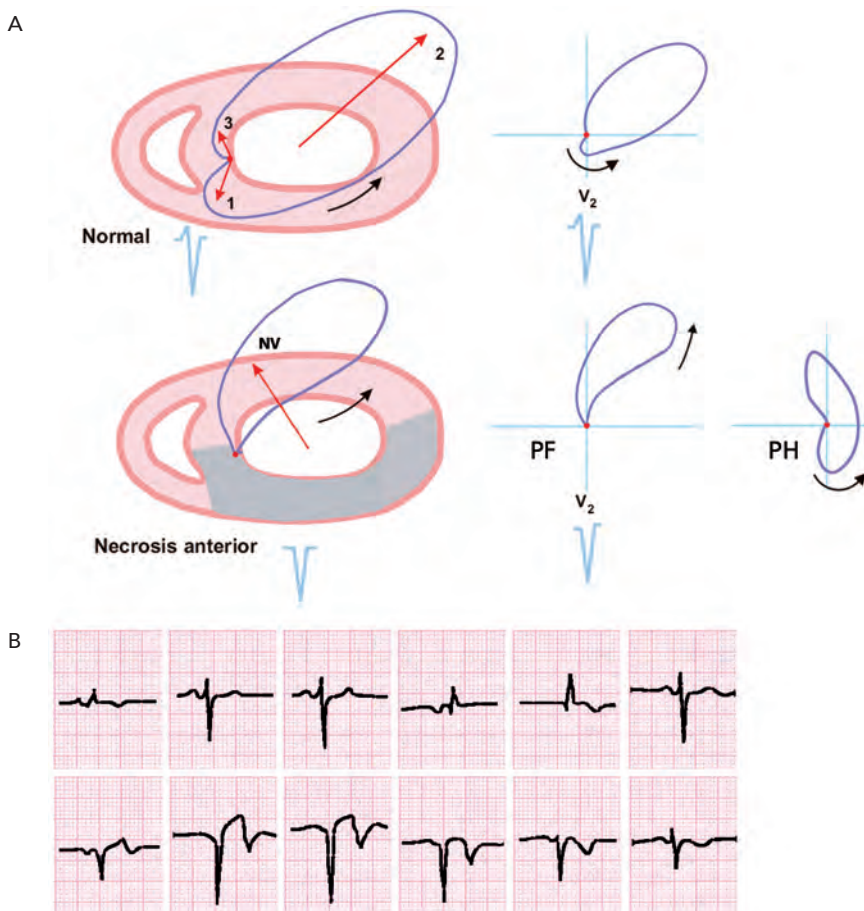 A
1
2
3
Normal
V2
NV
Necrosis anterior
PF
V2
PH
B